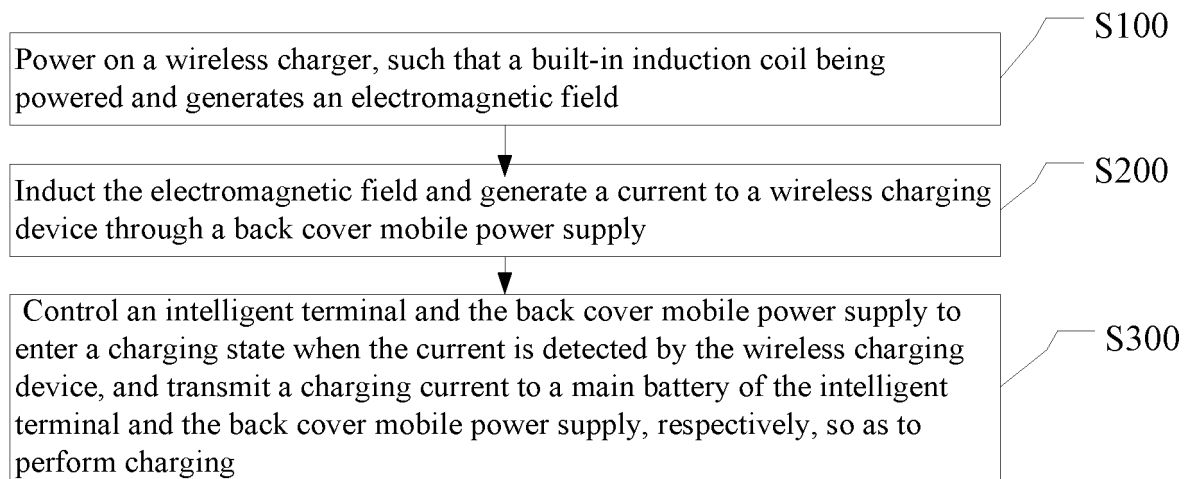 S100
Power on a wireless charger, such that a built-in induction coil being
powered and generates an electromagnetic field
S200
Induct the electromagnetic field and generate a current to a wireless charging
device through a back cover mobile power supply
S300
Control an intelligent terminal and the back cover mobile power supply to
enter a charging state when the current is detected by the wireless charging
device, and transmit a charging current to a main battery of the intelligent
terminal and the back cover mobile power supply, respectively, so as to
perform charging